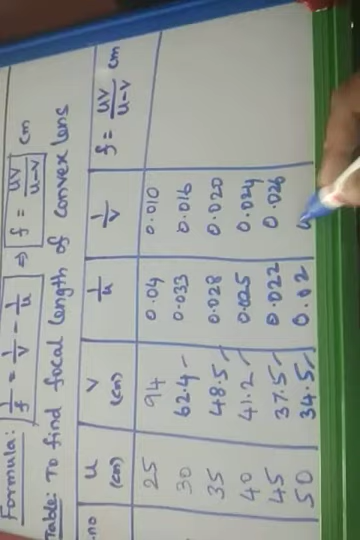 Formula: 1/f = 1/v - 1/u ⇒ f = uv/u-v cm
Table: To find focal length of convex lens
.no u (cm) v (cm) 1/u 1/v f = uv/u-v cm
25 94 0.04 0.010
30 62.4 0.033 0.016
35 48.5 0.028 0.020
40 41.2 0.025 0.024
45 37.5 0.022 0.026
50 34.5 0.02